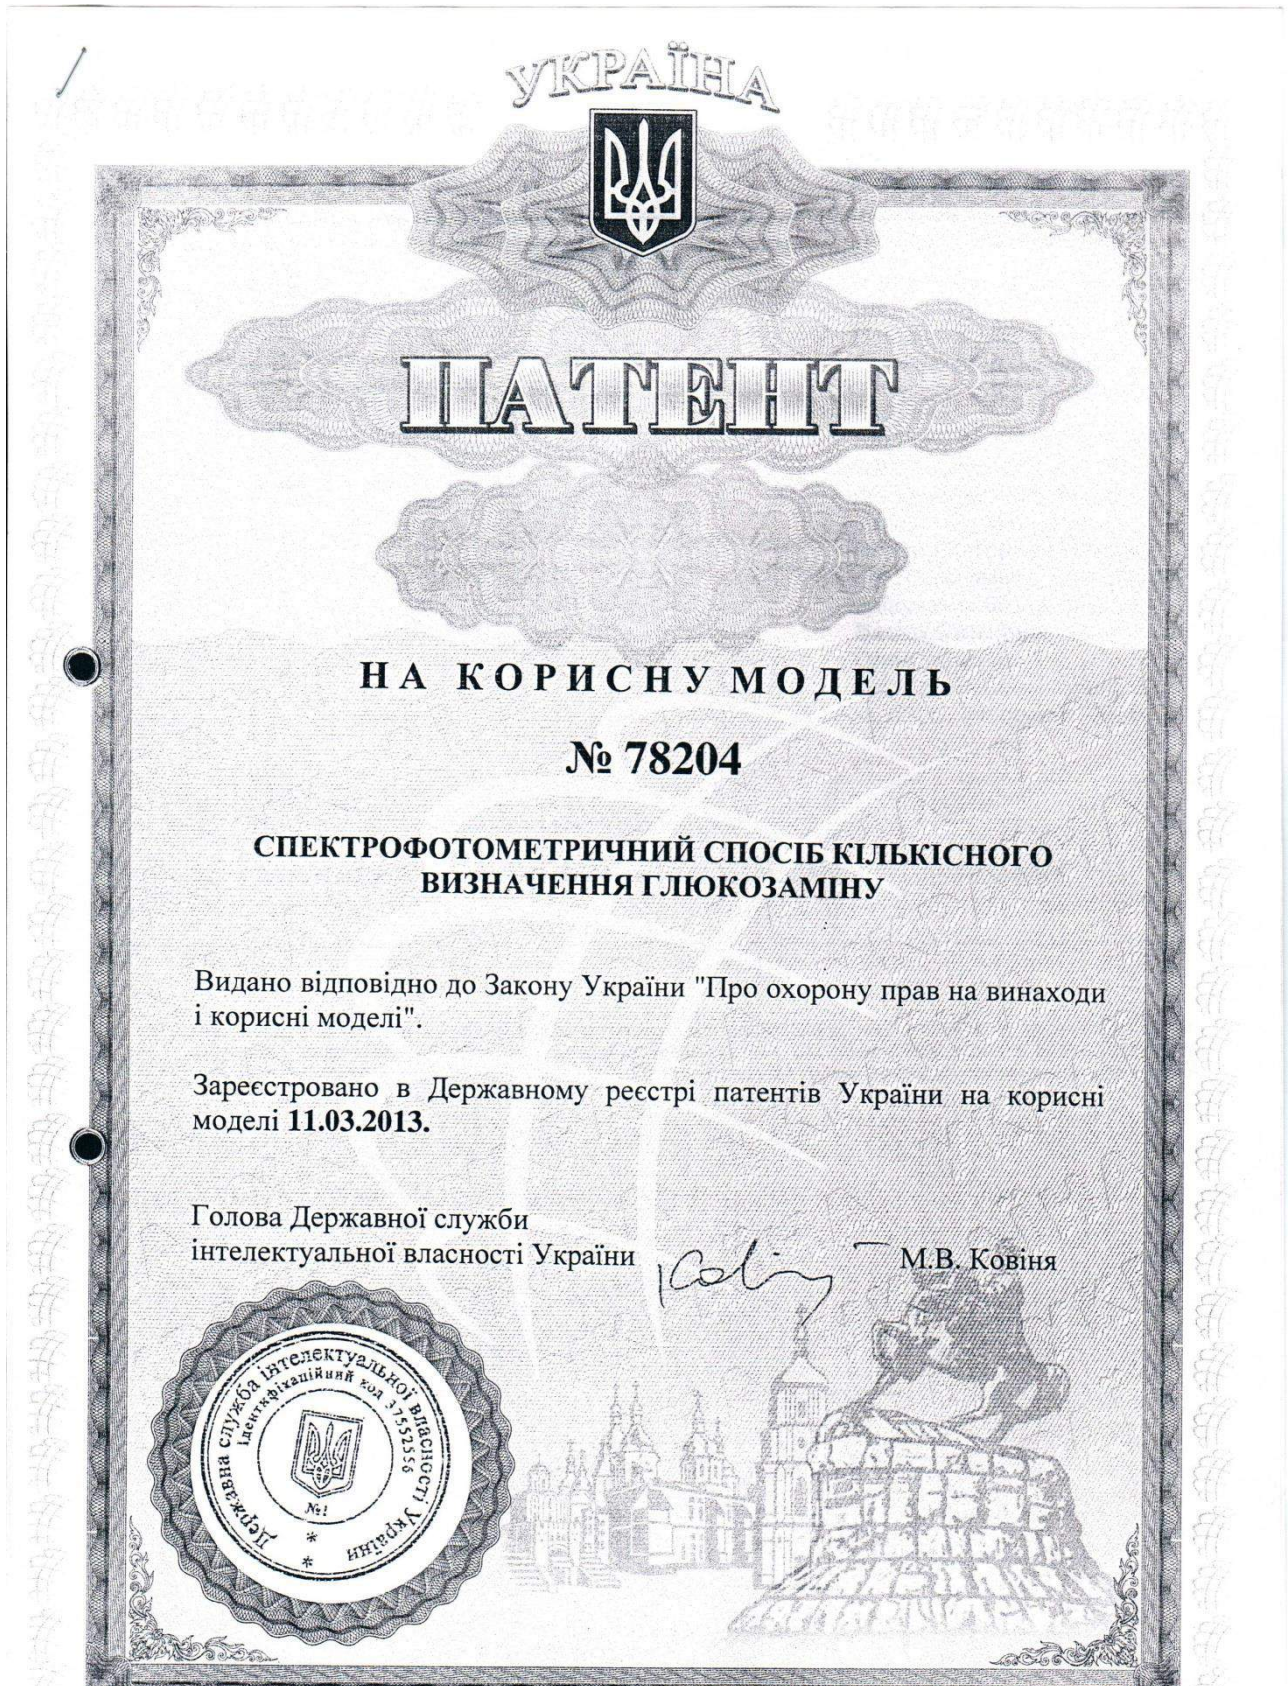 УКРАЇНА
ПАТЕНТ
НА КОРИСНУ МОДЕЛЬ
№ 78204
СПЕКТРОФОТОМЕТРИЧНИЙ СПОСІБ КІЛЬКІСНОГО
ВИЗНАЧЕННЯ ГЛЮКОЗАМІНУ
Видано відповідно до Закону України "Про охорону прав на винаходи
і корисні моделі".
Зареєстровано в Державному реєстрі патентів України на корисні
моделі 11.03.2013.
Голова Державної служби
інтелектуальної власності України
М.В. Ковіня
Державна служба інтелектуальної власності України
Ідентифікаційний код 37552556
№1